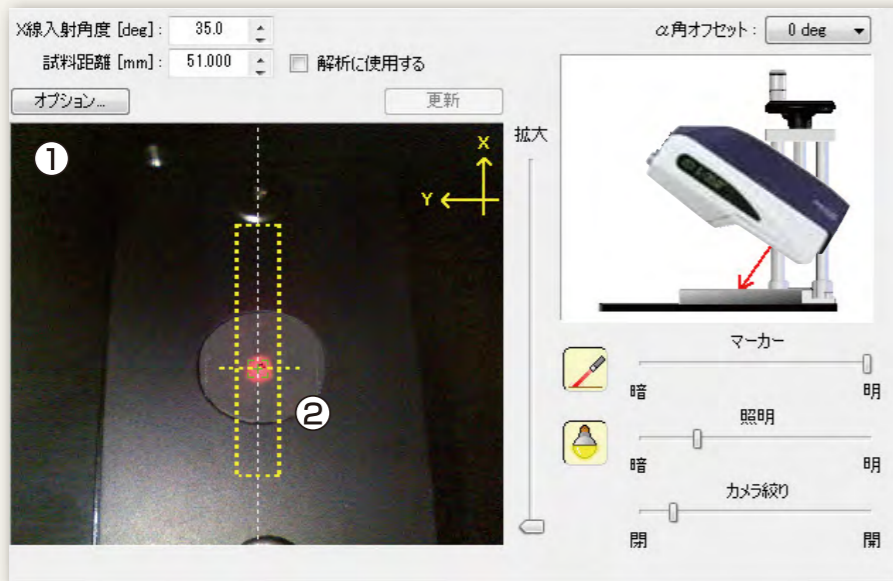 X線入射角度 [deg]: 35.0
α角オフセット: 0 deg
試料距離 [mm]: 51.000 解析に使用する
オプション... 更新
拡大
①
X
Y
②
マーカー
暗 明
照明
暗 明
カメラ絞り
閉 開